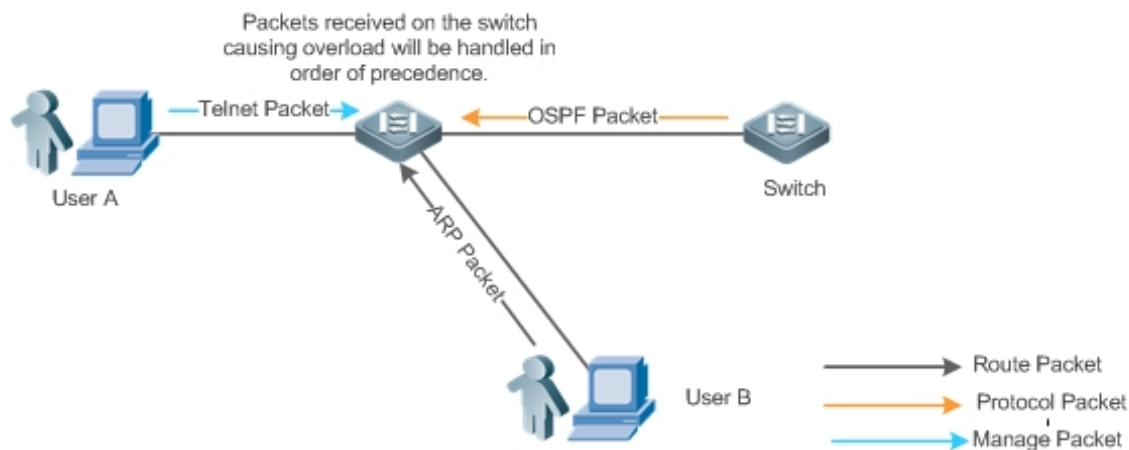 Packets received on the switch
causing overload will be handled in
order of precedence.
Telnet Packet
OSPF Packet
User A
Switch
ARP Packet
User B
Route Packet
Protocol Packet
Manage Packet